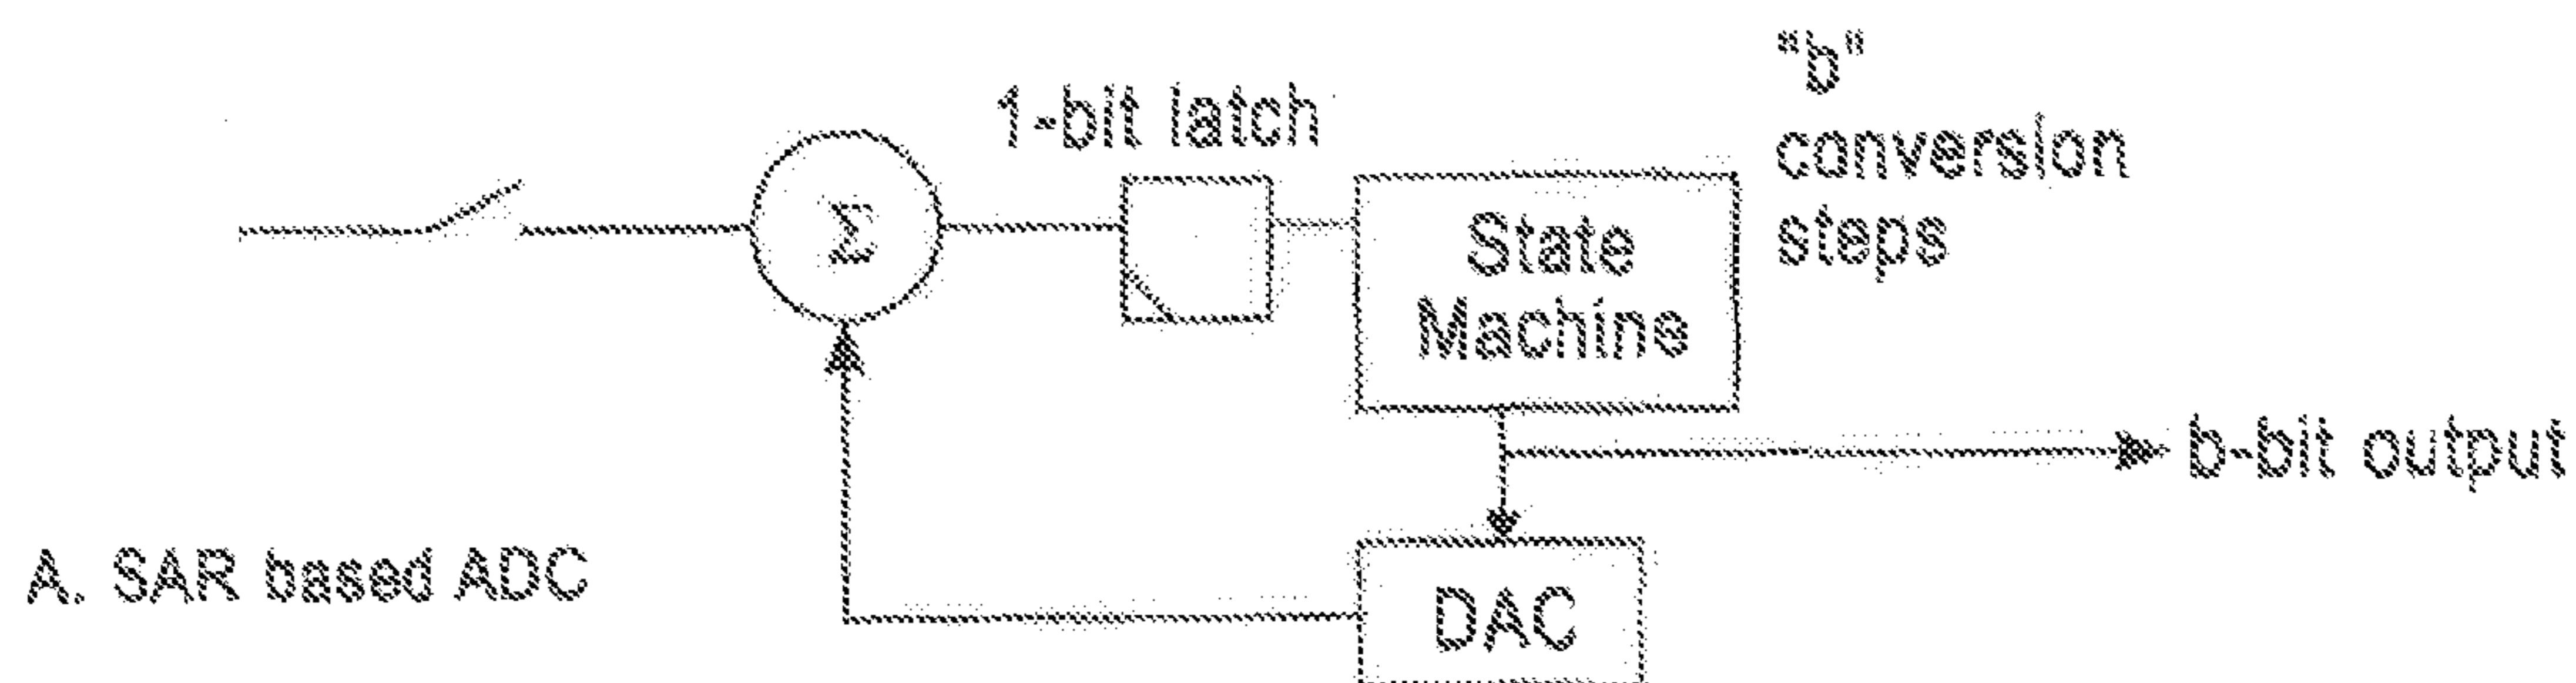 "b"
conversion
steps
1-bit latch
Σ
State
Machine
b-bit output
A. SAR based ADC
DAC